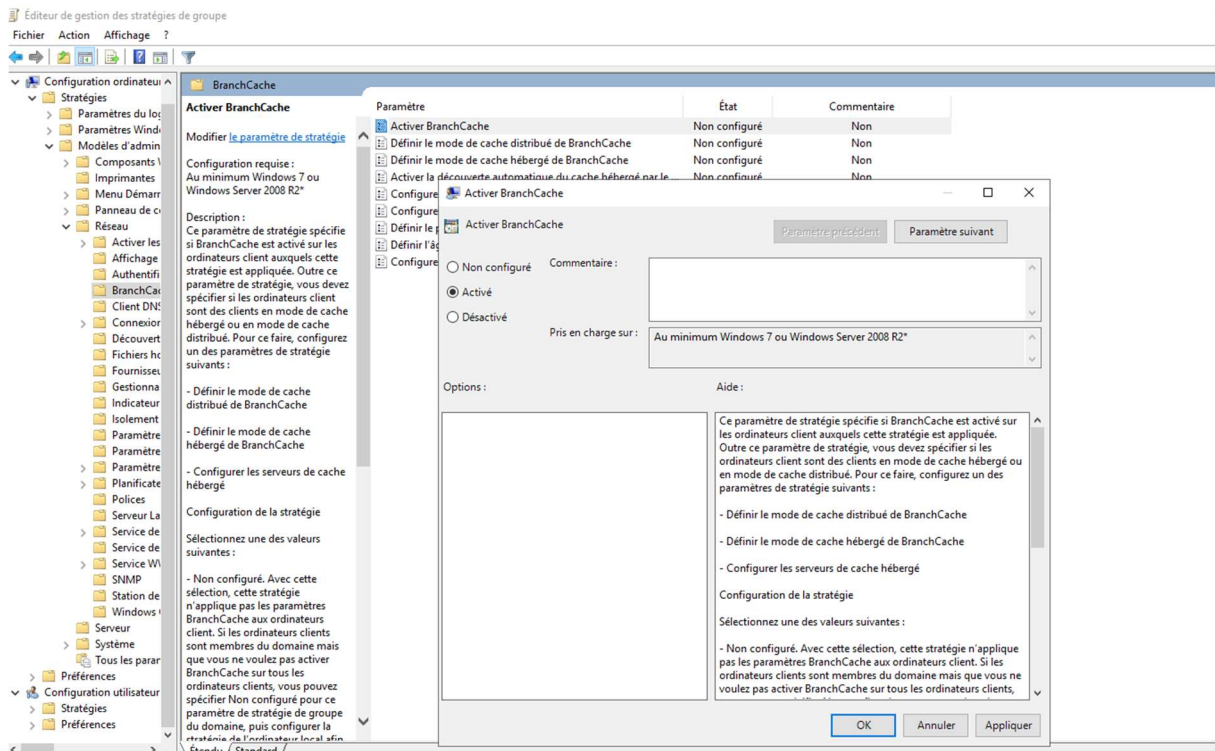 Éditeur de gestion des stratégies de groupe
Fichier Action Affichage ?
Configuration ordinateur
Stratégies
Paramètres du log
Paramètres Wind
Modèles d'admin
Composants
Imprimantes
Menu Démarr
Panneau de c
Réseau
Activer les
Affichage
Authentifi
BranchCac
Client DNS
Connexion
Découvert
Fichiers ho
Fournisseu
Gestionna
Indicateur
Isolement
Paramètre
Paramètre
Paramètre
Planificate
Polices
Serveur La
Service de
Service de
Service W
SNMP
Station de
Windows
Serveur
Système
Tous les parar
Préférences
Configuration utilisateur
Stratégies
Préférences
BranchCache
Activer BranchCache
Modifier le paramètre de stratégie
Configuration requise :
Au minimum Windows 7 ou
Windows Server 2008 R2*
Description :
Ce paramètre de stratégie spécifie
si BranchCache est activé sur les
ordinateurs client auxquels cette
stratégie est appliquée. Outre ce
paramètre de stratégie, vous devez
spécifier si les ordinateurs client
sont des clients en mode de cache
hébergé ou en mode de cache
distribué. Pour ce faire, configurez
un des paramètres de stratégie
suivants :
- Définir le mode de cache
distribué de BranchCache
- Définir le mode de cache
hébergé de BranchCache
- Configurer les serveurs de cache
hébergé
Configuration de la stratégie
Sélectionnez une des valeurs
suivantes :
- Non configuré. Avec cette
sélection, cette stratégie
n'applique pas les paramètres
BranchCache aux ordinateurs
client. Si les ordinateurs clients
sont membres du domaine mais
que vous ne voulez pas activer
BranchCache sur tous les
ordinateurs clients, vous pouvez
spécifier Non configuré pour ce
paramètre de stratégie de groupe
du domaine, puis configurer la
stratégie de l'ordinateur local afin
Étendu Standard
Paramètre État Commentaire
Activer BranchCache Non configuré Non
Définir le mode de cache distribué de BranchCache Non configuré Non
Définir le mode de cache hébergé de BranchCache Non configuré Non
Activer la découverte automatique du cache hébergé par le ... Non configuré Non
Configure
Configure
Définir le p
Définir l'âg
Configure
Activer BranchCache
Activer BranchCache
Paramètre précédent Paramètre suivant
Non configuré
Activé
Désactivé
Commentaire :
Pris en charge sur :
Au minimum Windows 7 ou Windows Server 2008 R2*
Options :
Aide :
Ce paramètre de stratégie spécifie si BranchCache est activé sur
les ordinateurs client auxquels cette stratégie est appliquée.
Outre ce paramètre de stratégie, vous devez spécifier si les
ordinateurs client sont des clients en mode de cache hébergé ou
en mode de cache distribué. Pour ce faire, configurez un des
paramètres de stratégie suivants :
- Définir le mode de cache distribué de BranchCache
- Définir le mode de cache hébergé de BranchCache
- Configurer les serveurs de cache hébergé
Configuration de la stratégie
Sélectionnez une des valeurs suivantes :
- Non configuré. Avec cette sélection, cette stratégie n'applique
pas les paramètres BranchCache aux ordinateurs client. Si les
ordinateurs clients sont membres du domaine mais que vous ne
voulez pas activer BranchCache sur tous les ordinateurs clients,
OK Annuler Appliquer